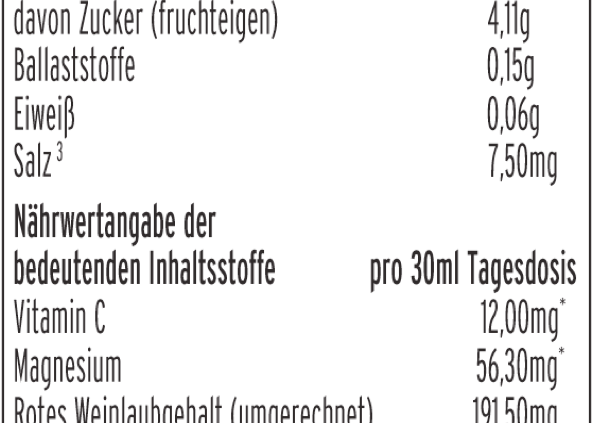 davon Zucker (fruchteigen) 4,11g
Ballaststoffe 0,15g
Eiweiß 0,06g
Salz ³ 7,50mg
Nährwertangabe der
bedeutenden Inhaltsstoffe pro 30ml Tagesdosis
Vitamin C 12,00mg*
Magnesium 56,30mg*
Rotes Weinlaubgehalt (umgerechnet) 191,50mg